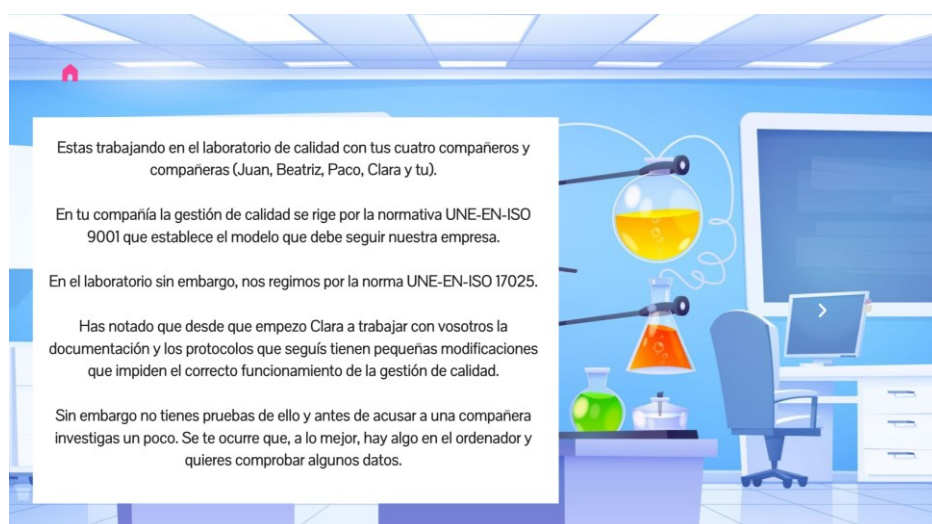 Estas trabajando en el laboratorio de calidad con tus cuatro compañeros y
compañeras (Juan, Beatriz, Paco, Clara y tu).
En tu compañía la gestión de calidad se rige por la normativa UNE-EN-ISO
9001 que establece el modelo que debe seguir nuestra empresa.
En el laboratorio sin embargo, nos regimos por la norma UNE-EN-ISO 17025.
Has notado que desde que empezo Clara a trabajar con vosotros la
documentación y los protocolos que seguís tienen pequeñas modificaciones
que impiden el correcto funcionamiento de la gestión de calidad.
Sin embargo no tienes pruebas de ello y antes de acusar a una compañera
investigas un poco. Se te ocurre que, a lo mejor, hay algo en el ordenador y
quieres comprobar algunos datos.